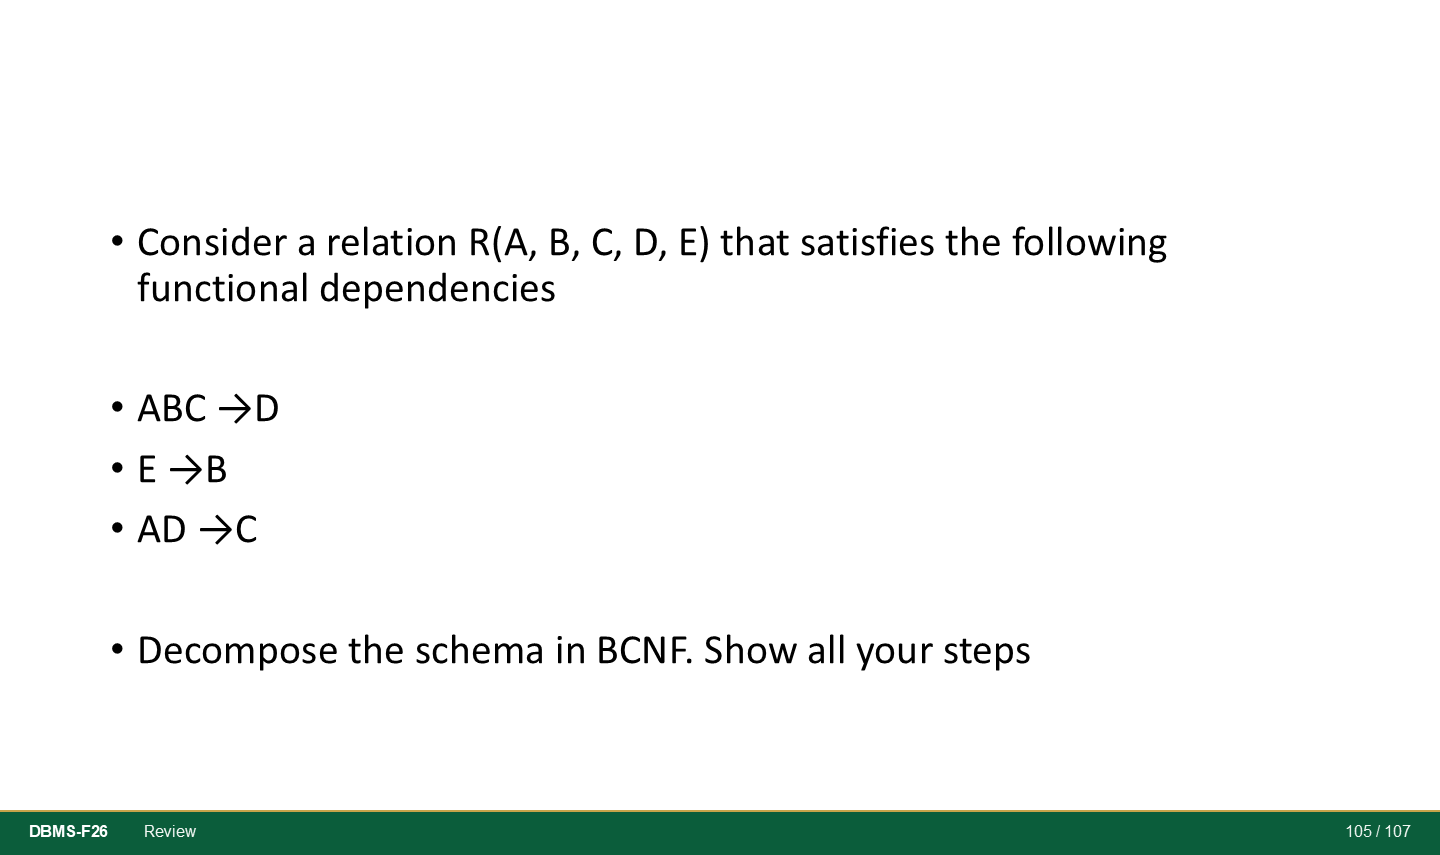 • Consider a relation R(A, B, C, D, E) that satisfies the following
functional dependencies
• ABC →D
• E →B
• AD →C
• Decompose the schema in BCNF. Show all your steps
DBMS-F26 Review 105 / 107